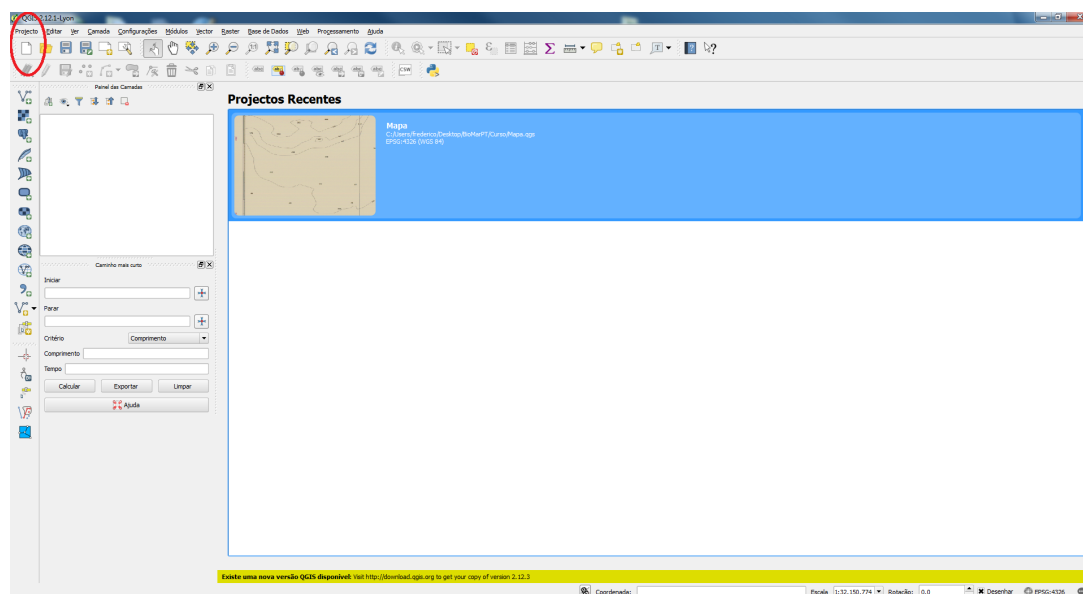 QGIS 2.12.1-Lyon
Projecto Editar Ver Camada Configurações Módulos Vector Raster Base de Dados Web Processamento Ajuda
abc
CSW
Painel das Camadas
Projectos Recentes
Mapa
C:/Users/frederico/Desktop/BioMarPT/Curso/Mapa.qgs
EPSG:4326 (WGS 84)
Caminho mais curto
Iniciar
Parar
Critério Comprimento
Comprimento
Tempo
Calcular Exportar Limpar
Ajuda
Existe uma nova versão QGIS disponível: Visit http://download.qgis.org to get your copy of version 2.12.3
Coordenada: Escala 1:32.150.774 Rotação: 0,0 Desenhar EPSG:4326